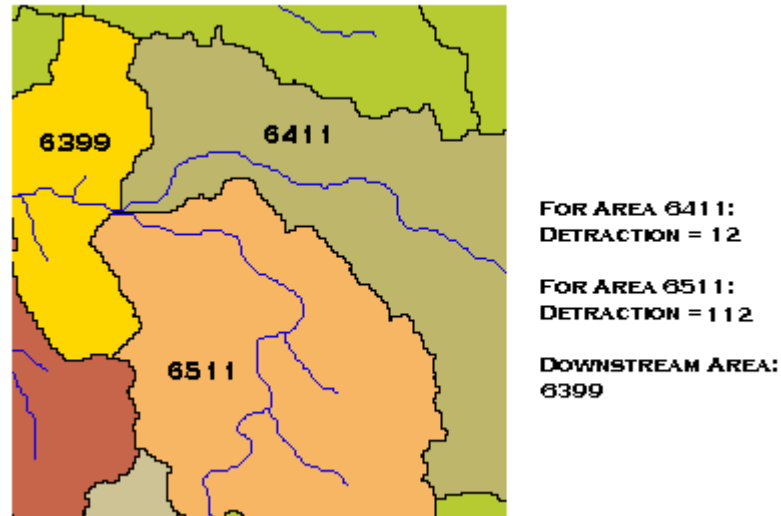 6399
6411
6511
FOR AREA 6411:
DETRACTION = 12
FOR AREA 6511:
DETRACTION = 112
DOWNSTREAM AREA:
6399